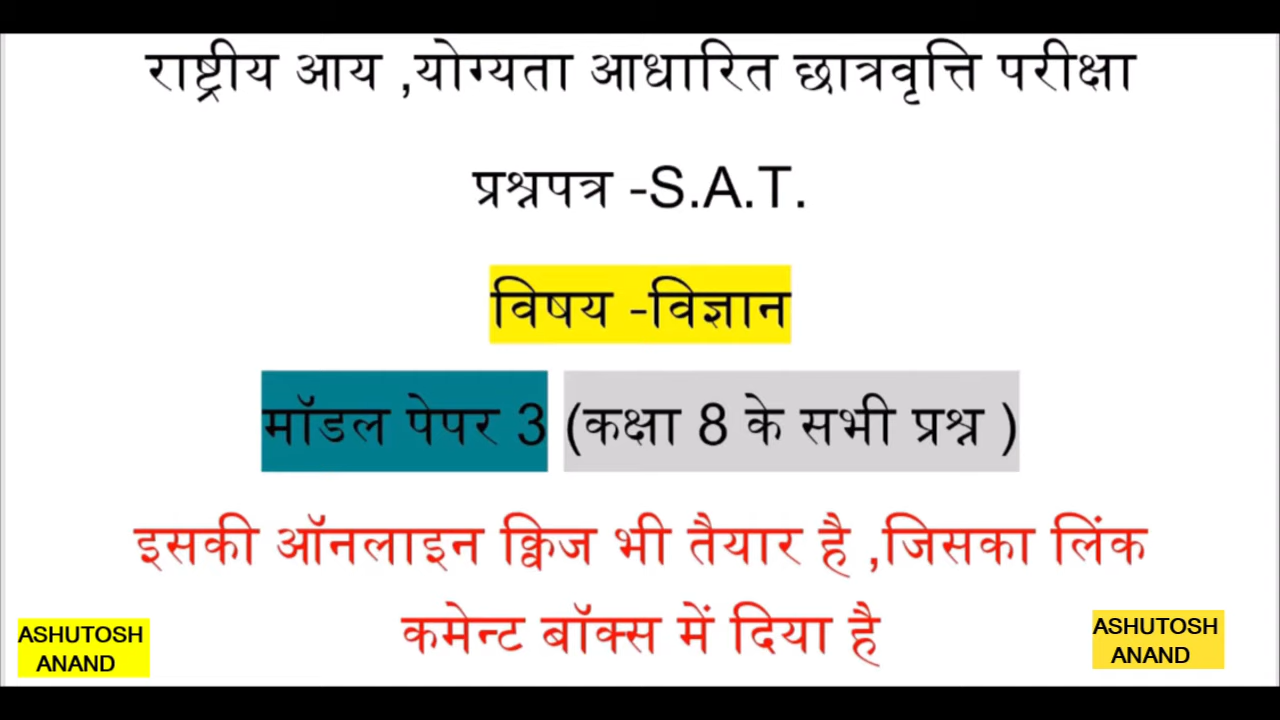 राष्ट्रीय आय ,योग्यता आधारित छात्रवृत्ति परीक्षा
प्रश्नपत्र -S.A.T.
विषय -विज्ञान
मॉडल पेपर 3 (कक्षा 8 के सभी प्रश्न )
इसकी ऑनलाइन क्विज भी तैयार है ,जिसका लिंक
कमेन्ट बॉक्स में दिया है
ASHUTOSH
ANAND
ASHUTOSH
ANAND